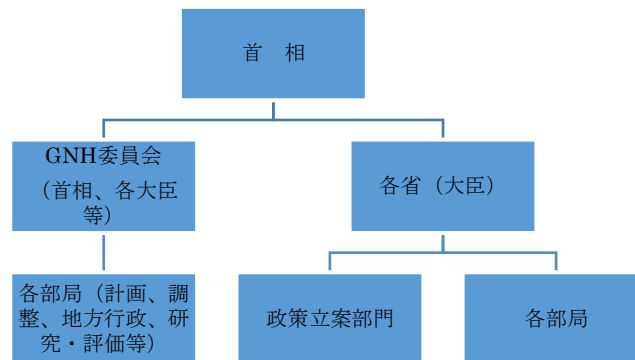 首　相
GNH委員会
（首相、各大臣
等）
各省（大臣）
各部局（計画、調
整、地方行政、研
究・評価等）
政策立案部門
各部局